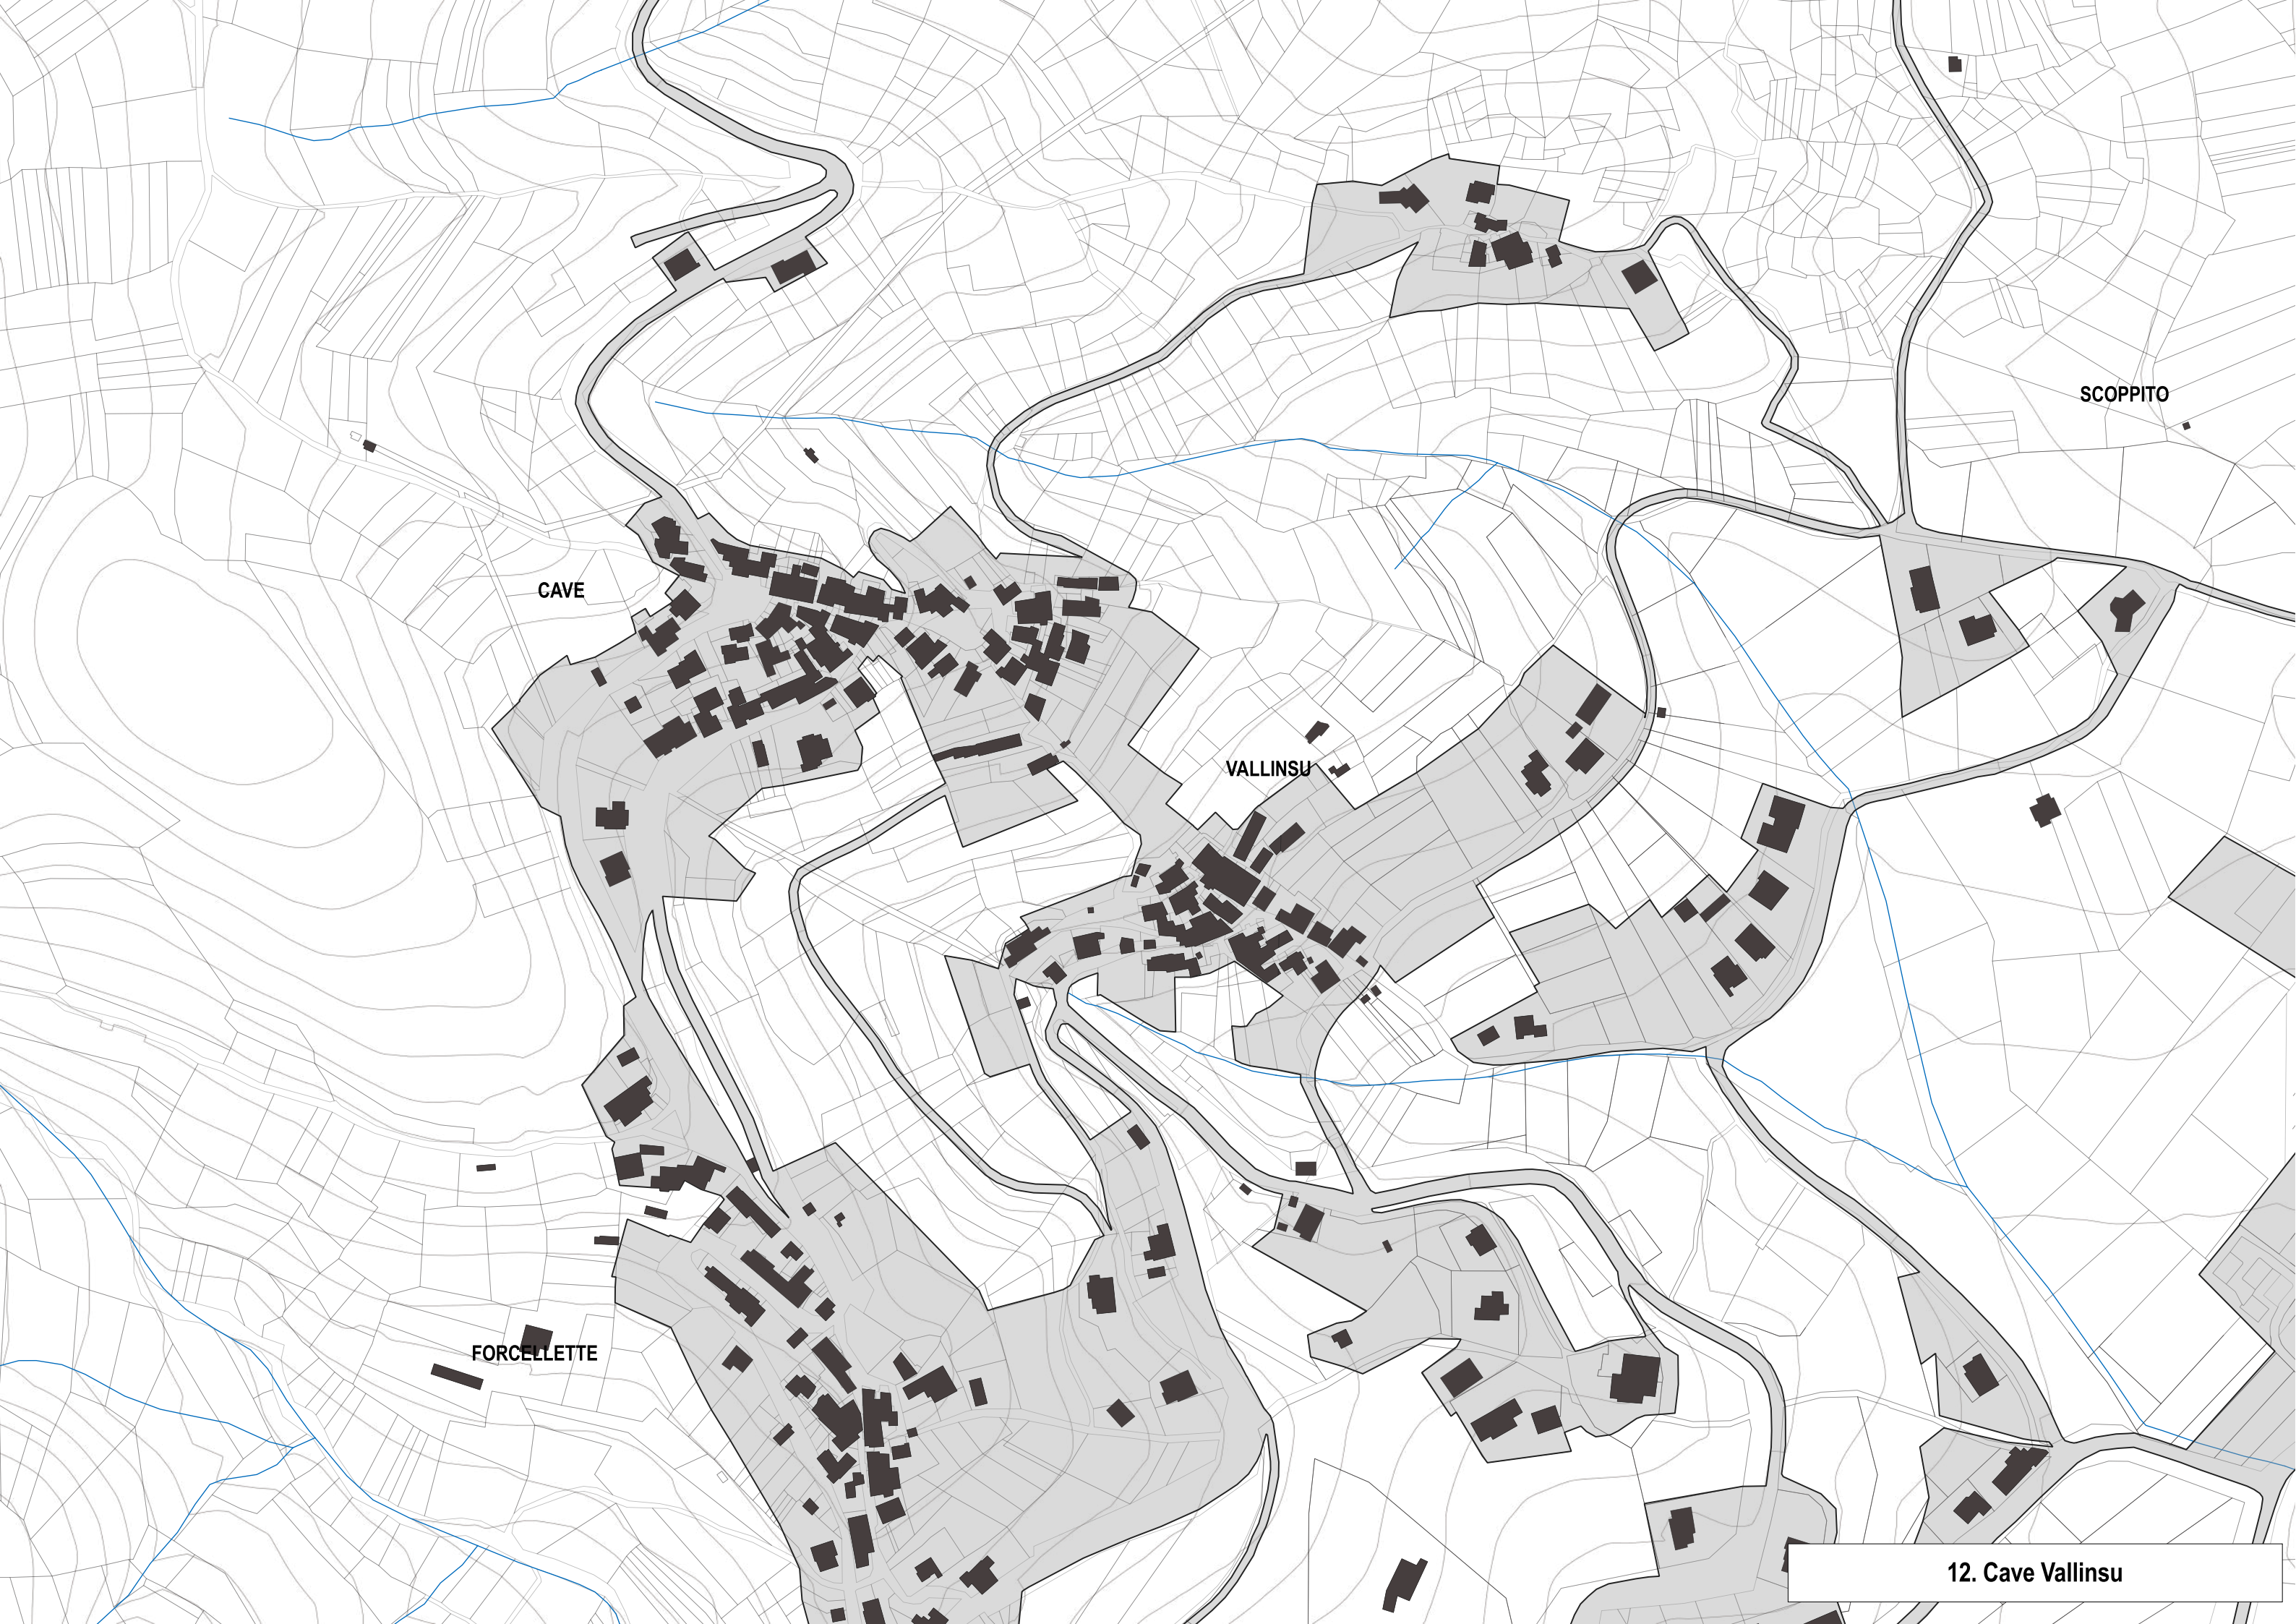 SCOPPITO
CAVE
VALLINSU
FORCELLETTE
12. Cave Vallinsu